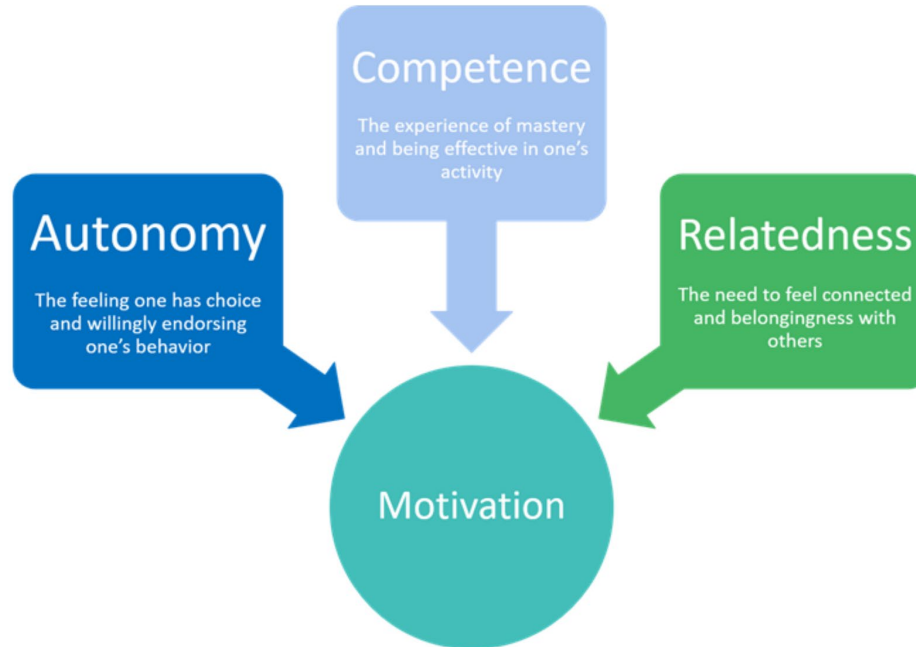 Competence
The experience of mastery
and being effective in one's
activity
Autonomy
The feeling one has choice
and willingly endorsing
one's behavior
Relatedness
The need to feel connected
and belongingness with
others
Motivation